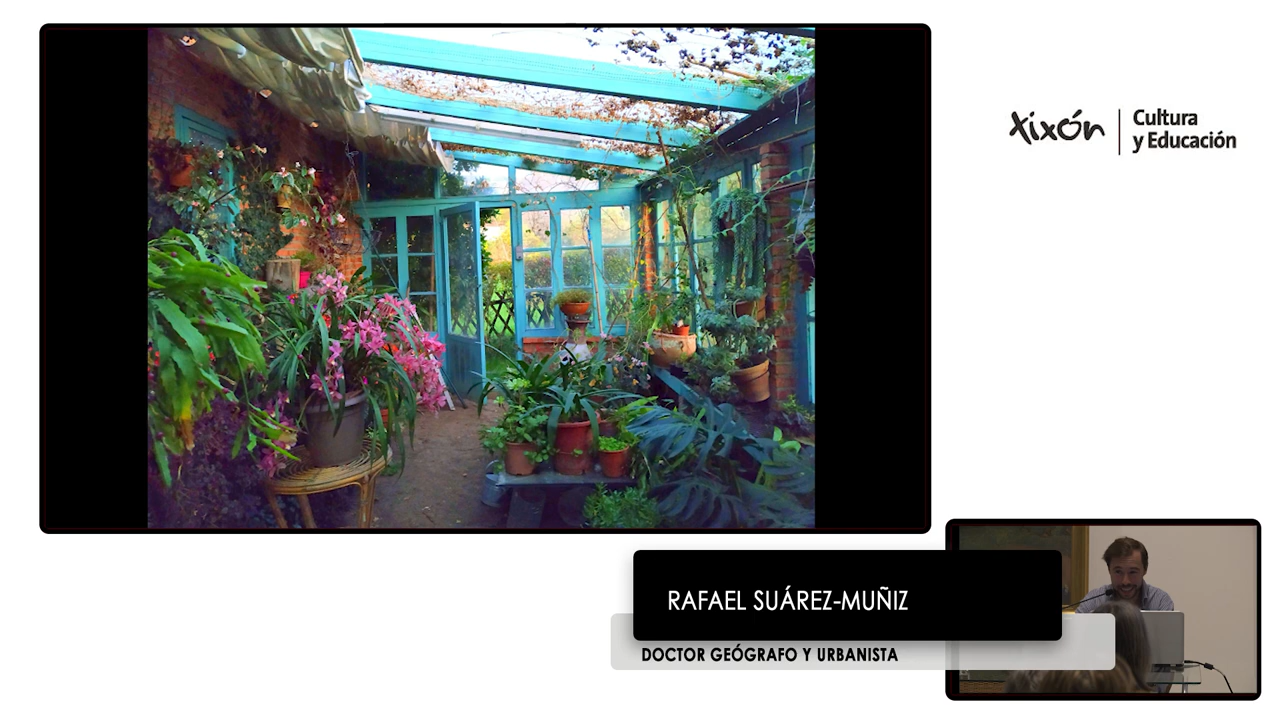 xixón
Cultura
y Educación
RAFAEL SUÁREZ-MUÑIZ
DOCTOR GEÓGRAFO Y URBANISTA